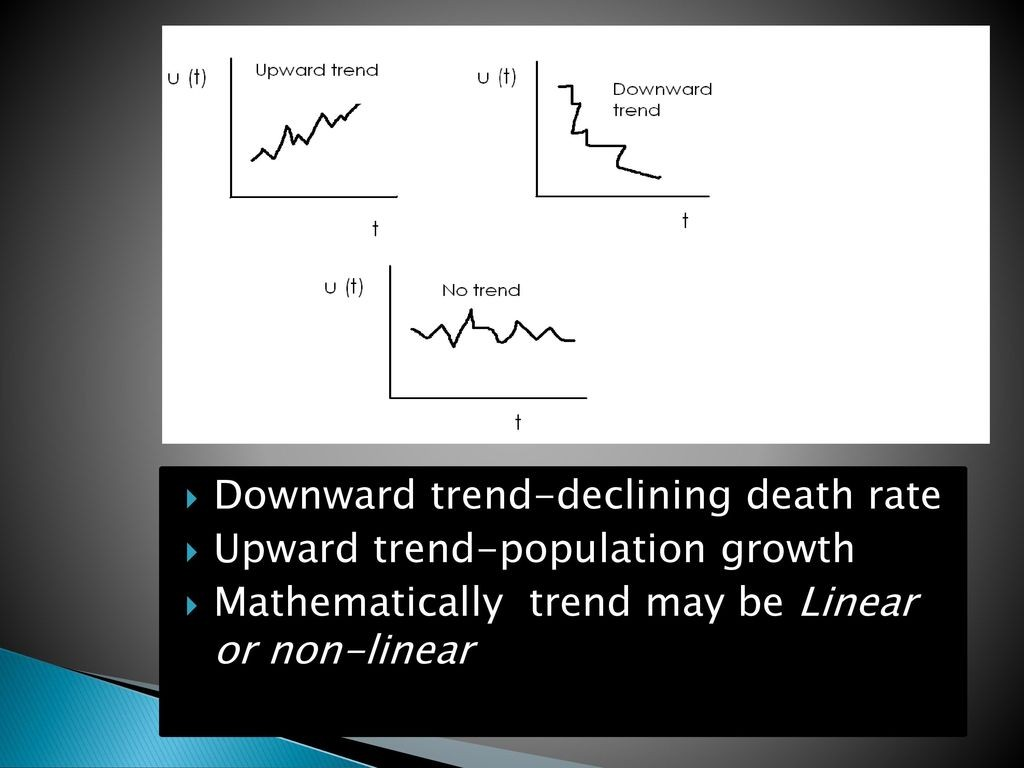 υ (t)
Upward trend
t
υ (t)
Downward
trend
t
υ (t)
No trend
t
Downward trend-declining death rate
Upward trend-population growth
Mathematically trend may be Linear
or non-linear